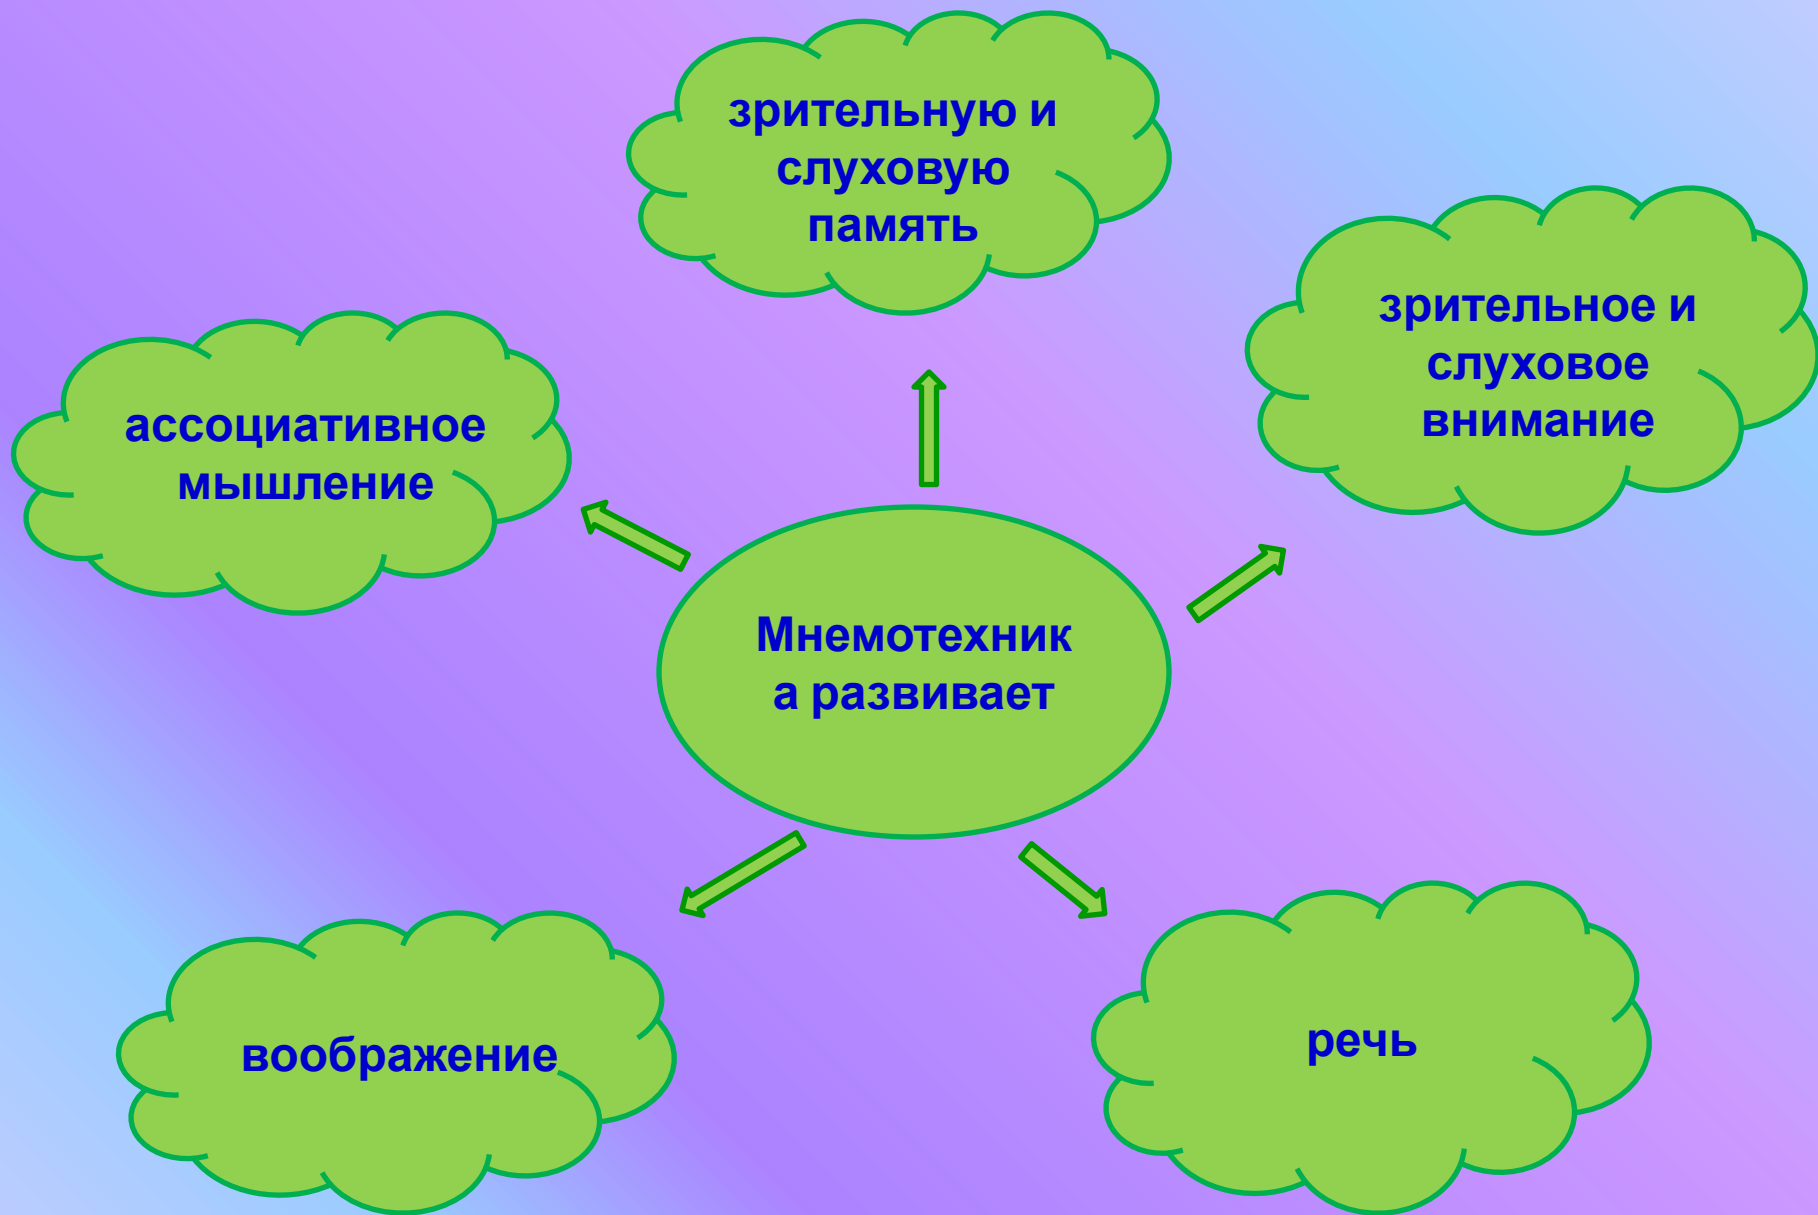 зрительную и
слуховую
память
зрительное и
слуховое
внимание
ассоциативное
мышление
Мнемотехник
а развивает
воображение
речь